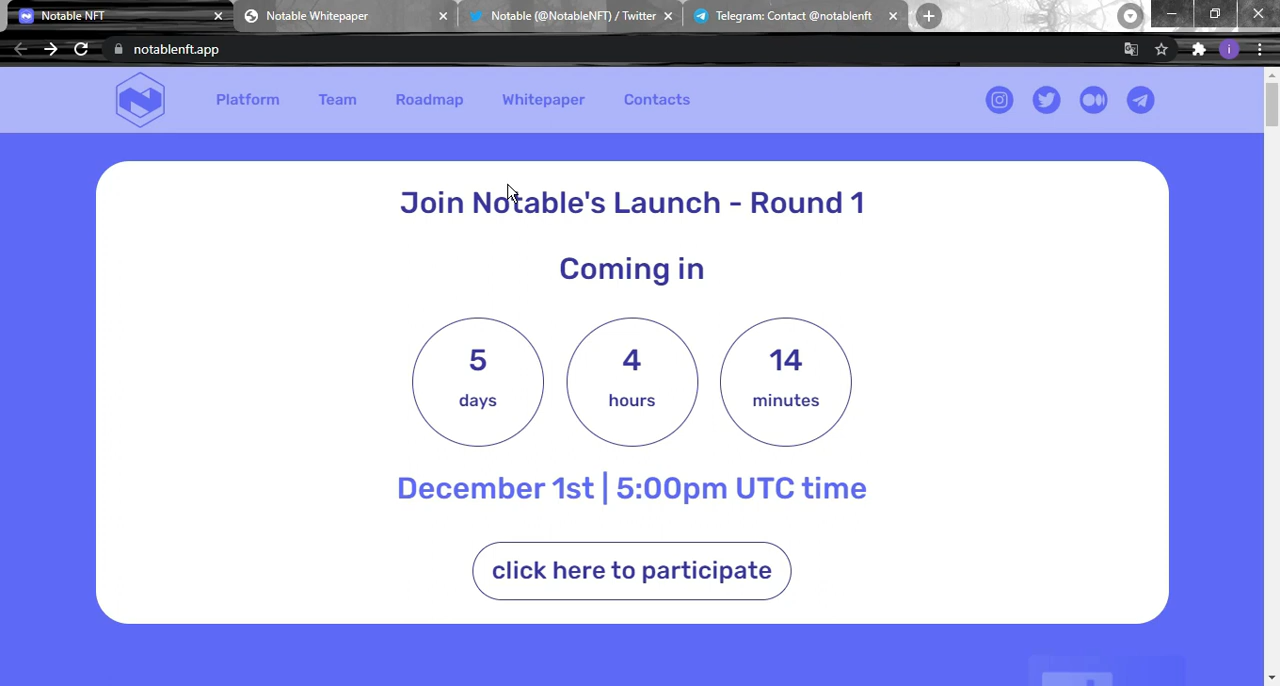 Notable NFT
Notable Whitepaper
Notable (@NotableNFT) / Twitter
Telegram: Contact @notablenft
notablenft.app
i
Platform
Team
Roadmap
Whitepaper
Contacts
Join Notable's Launch - Round 1
Coming in
5
4
14
days
hours
minutes
December 1st | 5:00pm UTC time
click here to participate